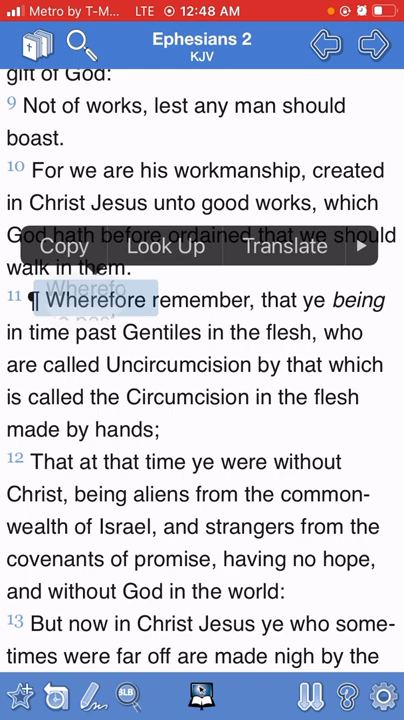 Metro by T-M... LTE 12:48 AM
Ephesians 2
KJV
gift of God:
9 Not of works, lest any man should
boast.
10 For we are his workmanship, created
in Christ Jesus unto good works, which
God hath before ordained that we should
Copy Look Up Translate
walk in them.
11 ¶ Wherefore remember, that ye being
in time past Gentiles in the flesh, who
are called Uncircumcision by that which
is called the Circumcision in the flesh
made by hands;
12 That at that time ye were without
Christ, being aliens from the common-
wealth of Israel, and strangers from the
covenants of promise, having no hope,
and without God in the world:
13 But now in Christ Jesus ye who some-
times were far off are made nigh by the
BLB